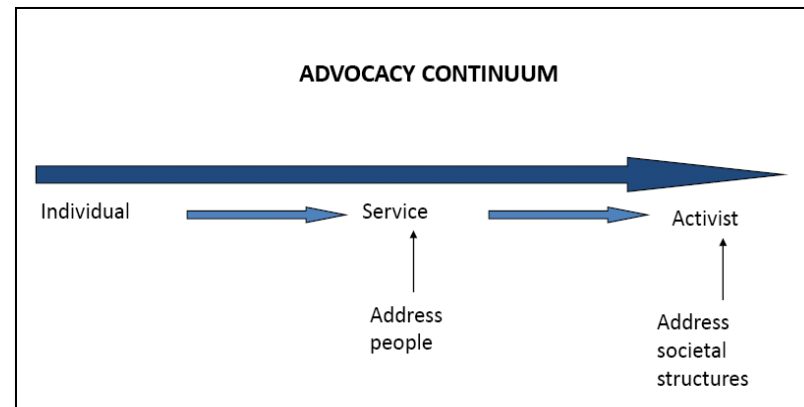 ADVOCACY CONTINUUM
Individual
Service
Activist
Address
people
Address
societal
structures